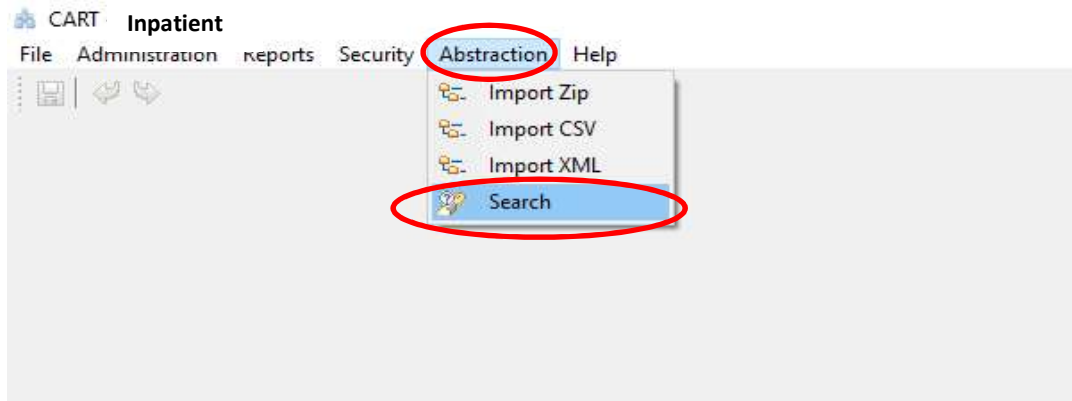 CART Inpatient
File Administration Reports Security Abstraction Help
Import Zip
Import CSV
Import XML
Search